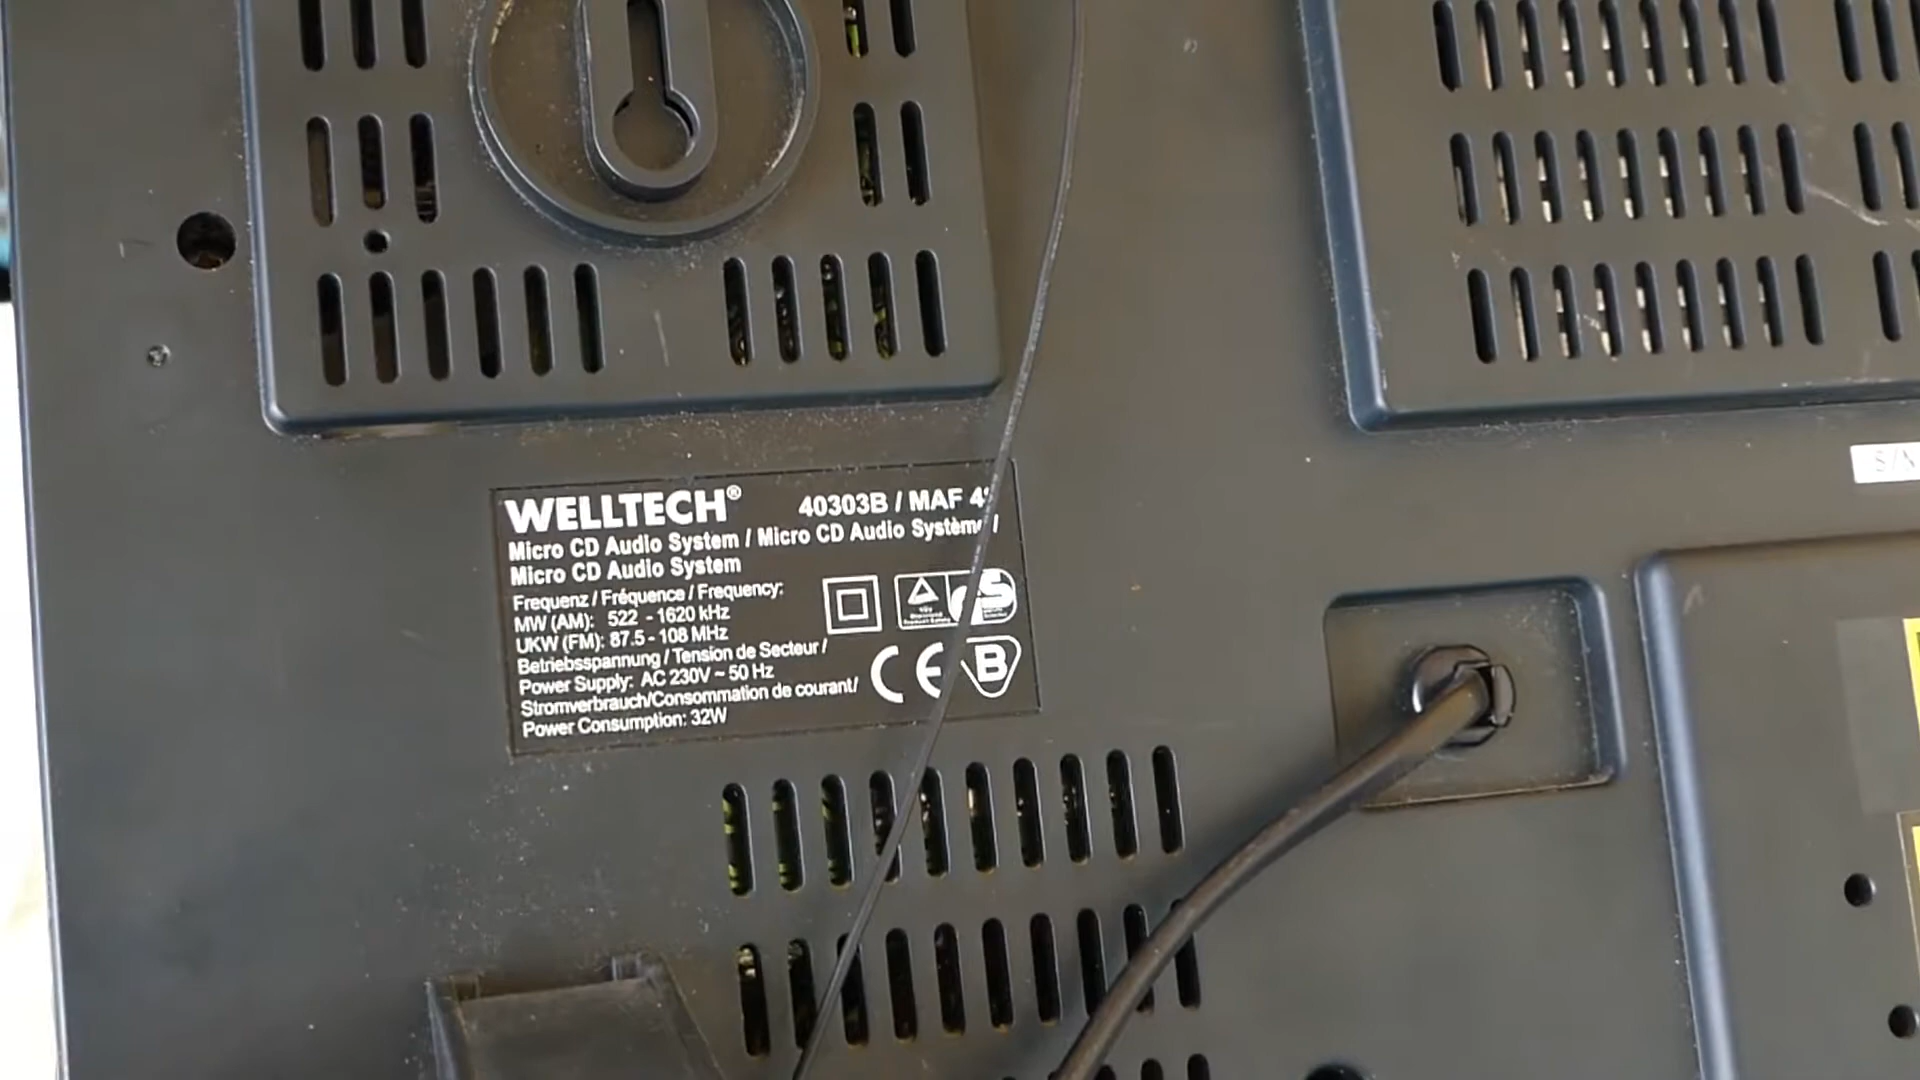 WELLTECH® 40303B / MAF
Micro CD Audio System / Micro CD Audio Système /
Micro CD Audio System
Frequenz / Fréquence / Frequency:
MW (AM): 522 - 1620 kHz
UKW (FM): 87.5 - 108 MHz
Betriebsspannung / Tension de Secteur /
Power Supply: AC 230V ~ 50 Hz
Stromverbrauch/Consommation de courant/
Power Consumption: 32W
TÜV
GS
CE
B
S/N